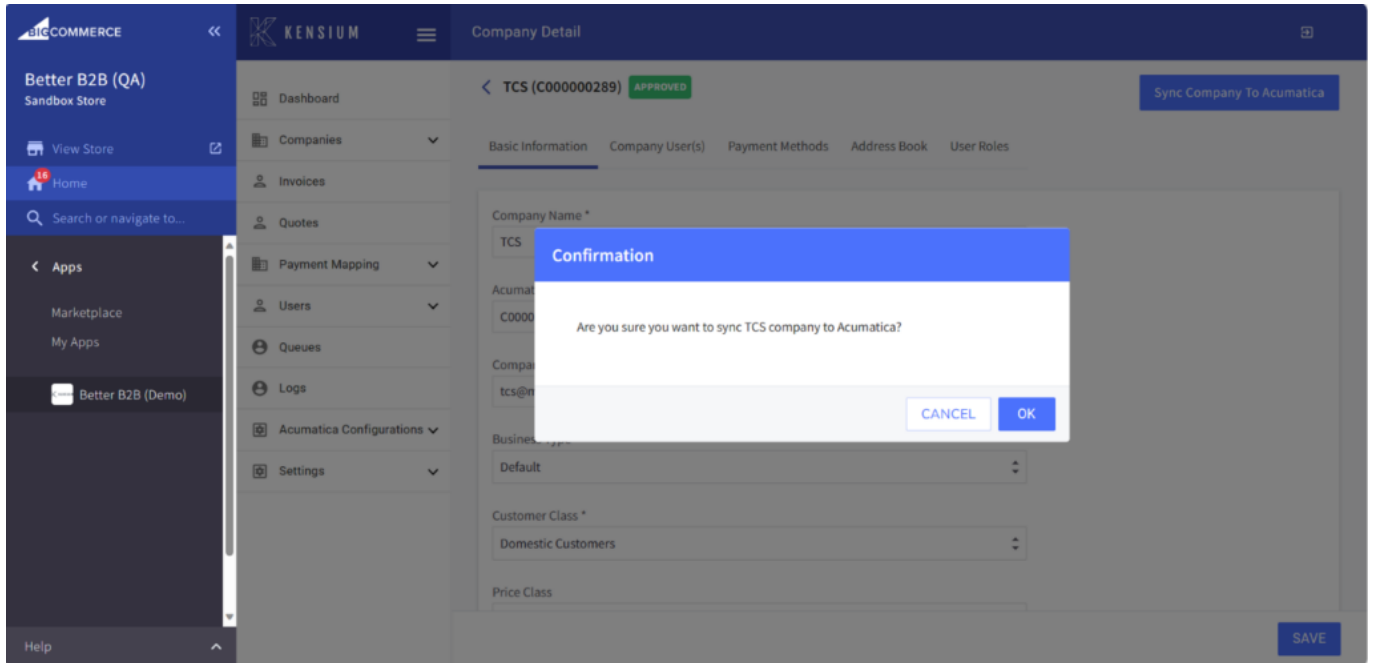 BIGCOMMERCE
Better B2B (QA)
Sandbox Store
View Store
16
Home
Search or navigate to...
Apps
Marketplace
My Apps
Better B2B (Demo)
Help
KENSIUM
Dashboard
Companies
Invoices
Quotes
Payment Mapping
Users
Queues
Logs
Acumatica Configurations
Settings
Company Detail
TCS (C000000289) APPROVED
Sync Company To Acumatica
Basic Information Company User(s) Payment Methods Address Book User Roles
Company Name *
TCS
Confirmation
Are you sure you want to sync TCS company to Acumatica?
CANCEL OK
Default
Customer Class *
Domestic Customers
Price Class
SAVE